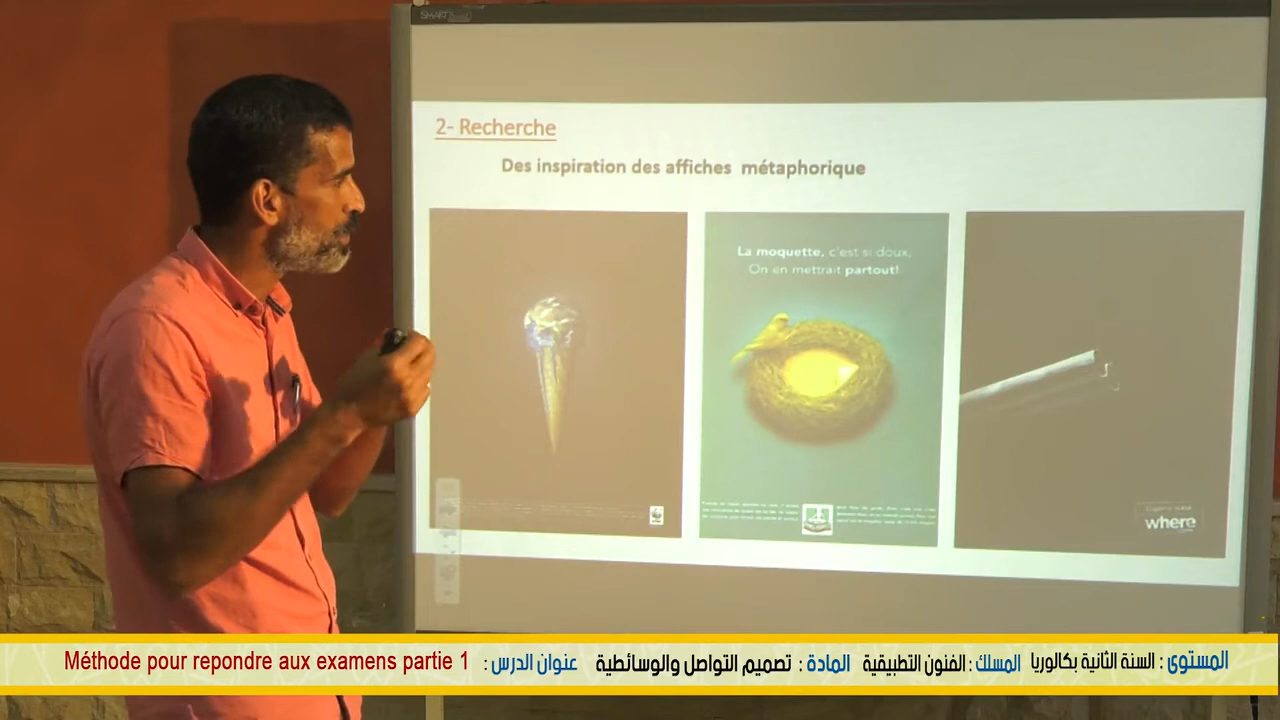 SMART
2- Recherche
Des inspiration des affiches métaphorique
La moquette, c'est si doux,
On en mettrait partout!
where
المستوى : السنة الثانية بكالوريا
المسلك : الفنون التطبيقية
المادة : تصميم التواصل والوسائطية
عنوان الدرس :
Méthode pour repondre aux examens partie 1